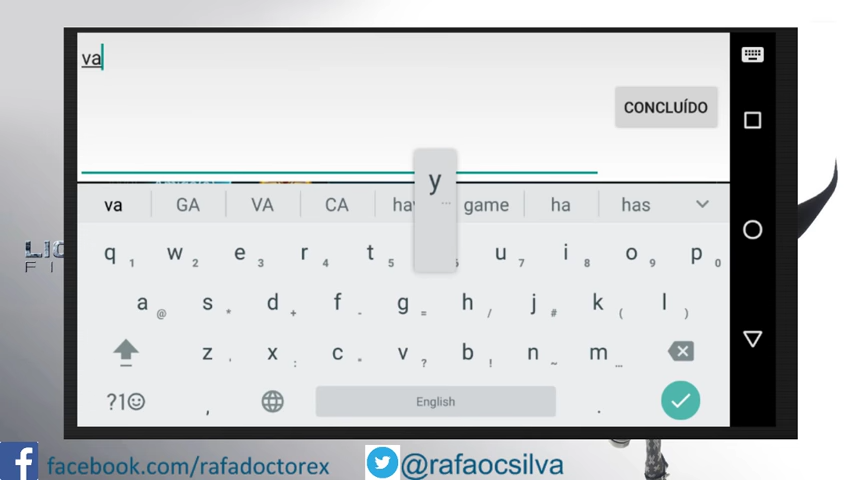 va
CONCLUÍDO
y
...
va GA VA CA ha game ha has
q 1 w 2 e 3 r 4 t 5 u 7 i 8 o 9 p 0
a @ s * d + f - g = h / j # k ( l )
z ' x : c " v ? b ! n ~ m ...
?1☺ , English .
f facebook.com/rafadoctorex @rafaocsilva